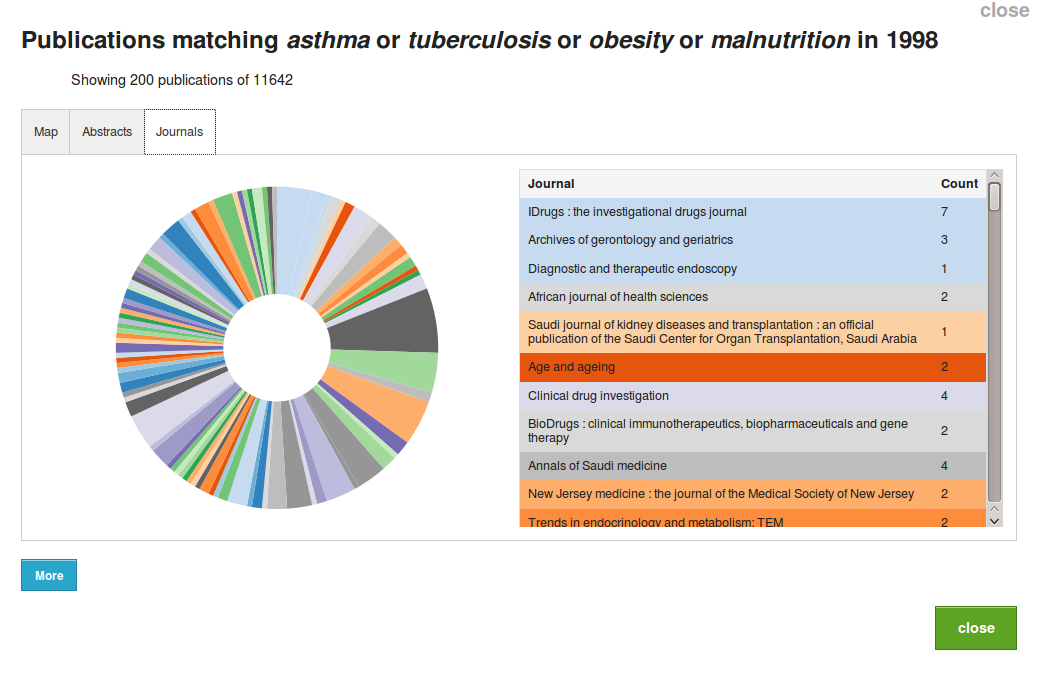 close
Publications matching asthma or tuberculosis or obesity or malnutrition in 1998
Showing 200 publications of 11642
Map Abstracts Journals
Journal Count
IDrugs : the investigational drugs journal 7
Archives of gerontology and geriatrics 3
Diagnostic and therapeutic endoscopy 1
African journal of health sciences 2
Saudi journal of kidney diseases and transplantation : an official
publication of the Saudi Center for Organ Transplantation, Saudi Arabia 1
Age and ageing 2
Clinical drug investigation 4
BioDrugs : clinical immunotherapeutics, biopharmaceuticals and gene
therapy 2
Annals of Saudi medicine 4
New Jersey medicine : the journal of the Medical Society of New Jersey 2
Trends in endocrinology and metabolism: TEM 2
More
close